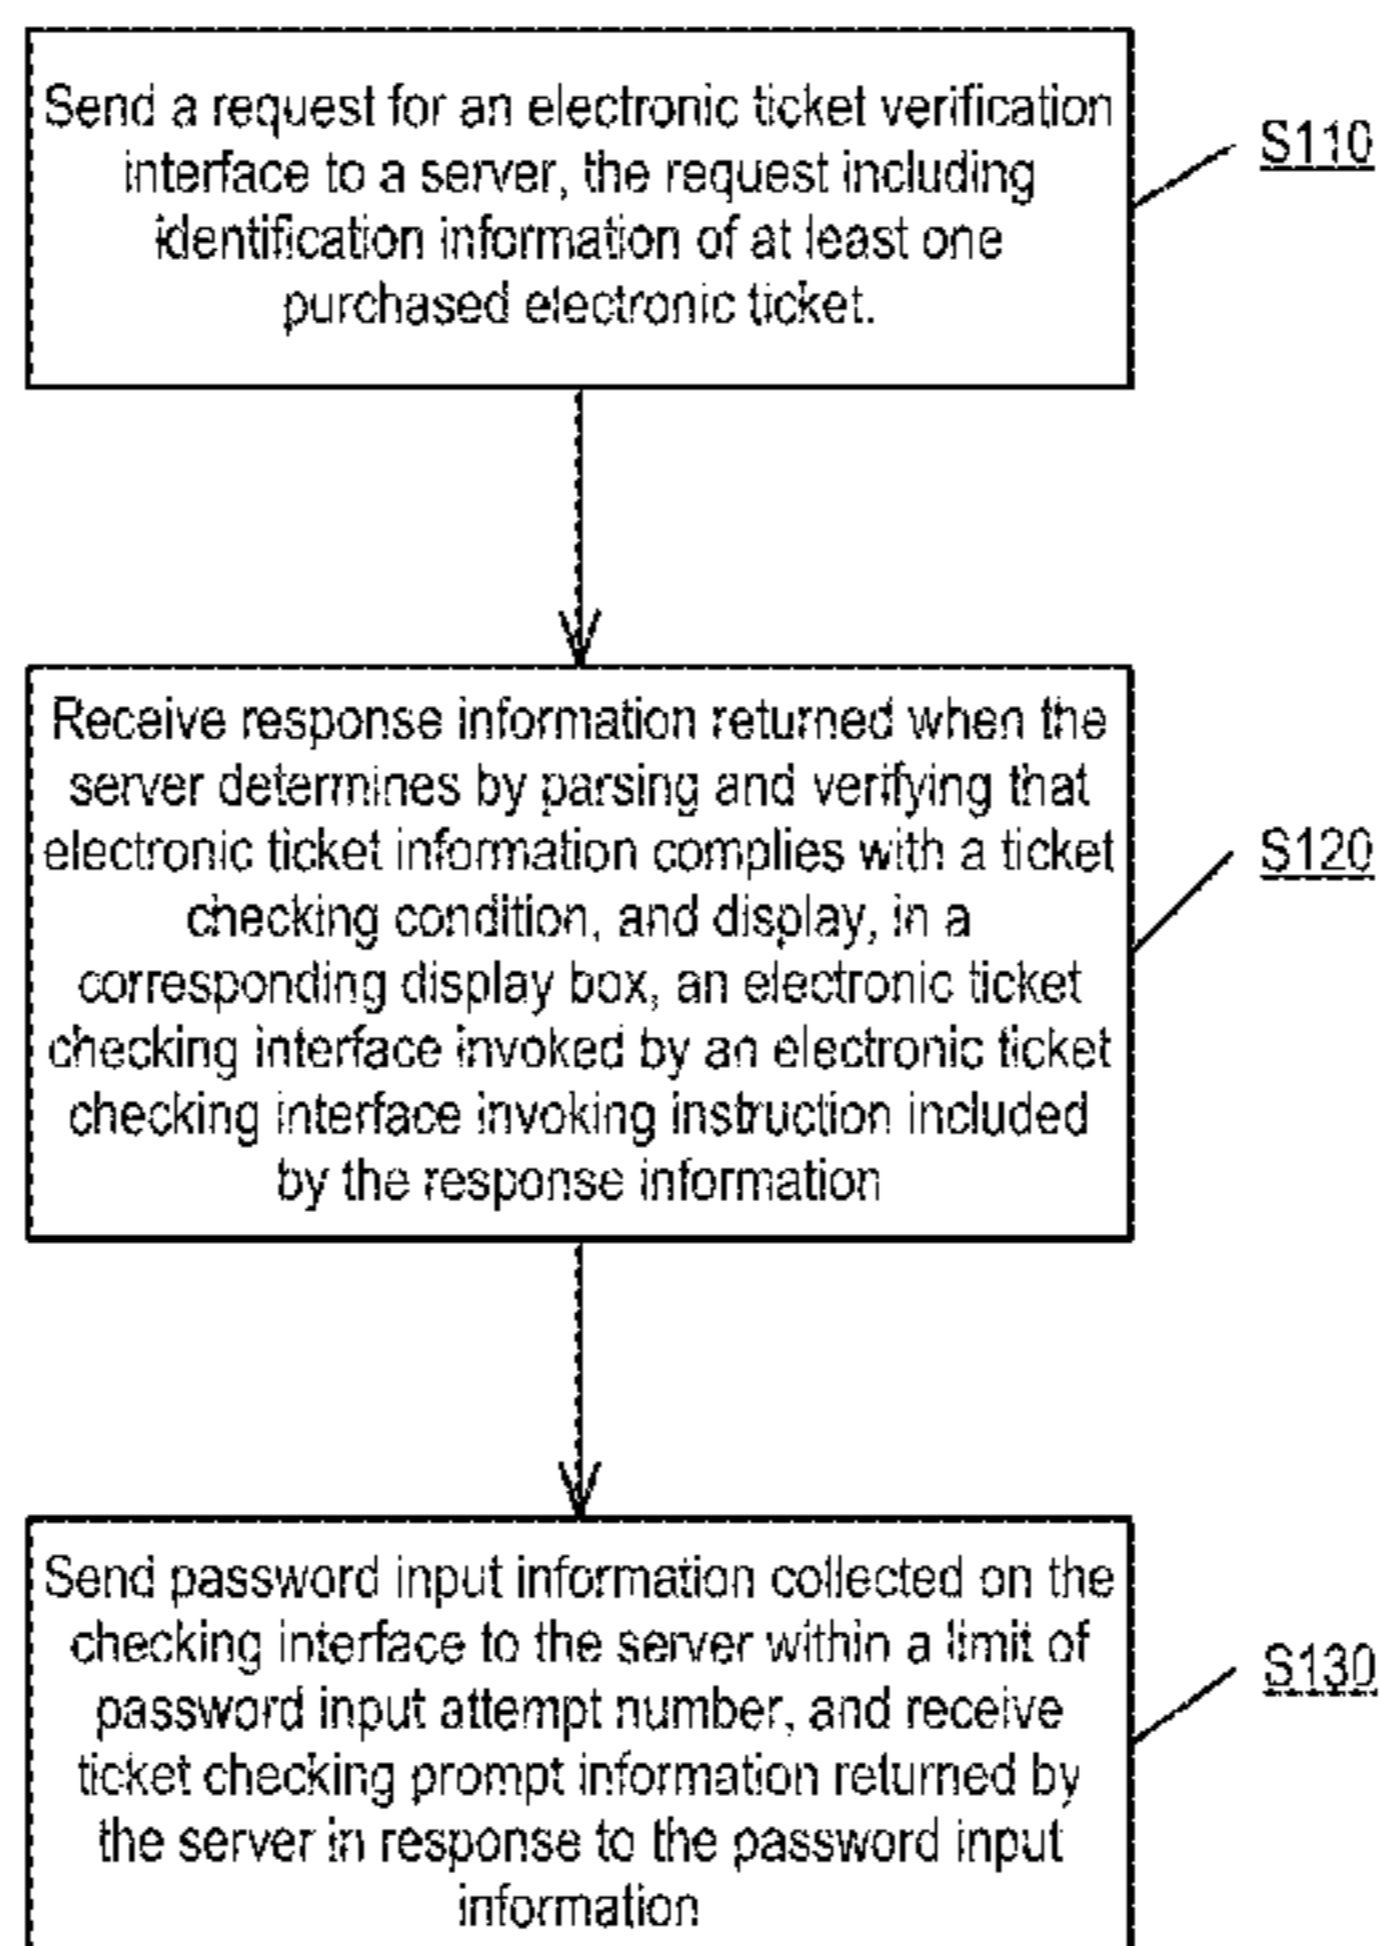 Send a request for an electronic ticket verification
interface to a server, the request including
identification information of at least one
purchased electronic ticket.
S110
Receive response information returned when the
server determines by parsing and verifying that
electronic ticket information complies with a ticket
checking condition, and display, in a
corresponding display box, an electronic ticket
checking interface invoked by an electronic ticket
checking interface invoking instruction included
by the response information
S120
Send password input information collected on the
checking interface to the server within a limit of
password input attempt number, and receive
ticket checking prompt information returned by
the server in response to the password input
information
S130